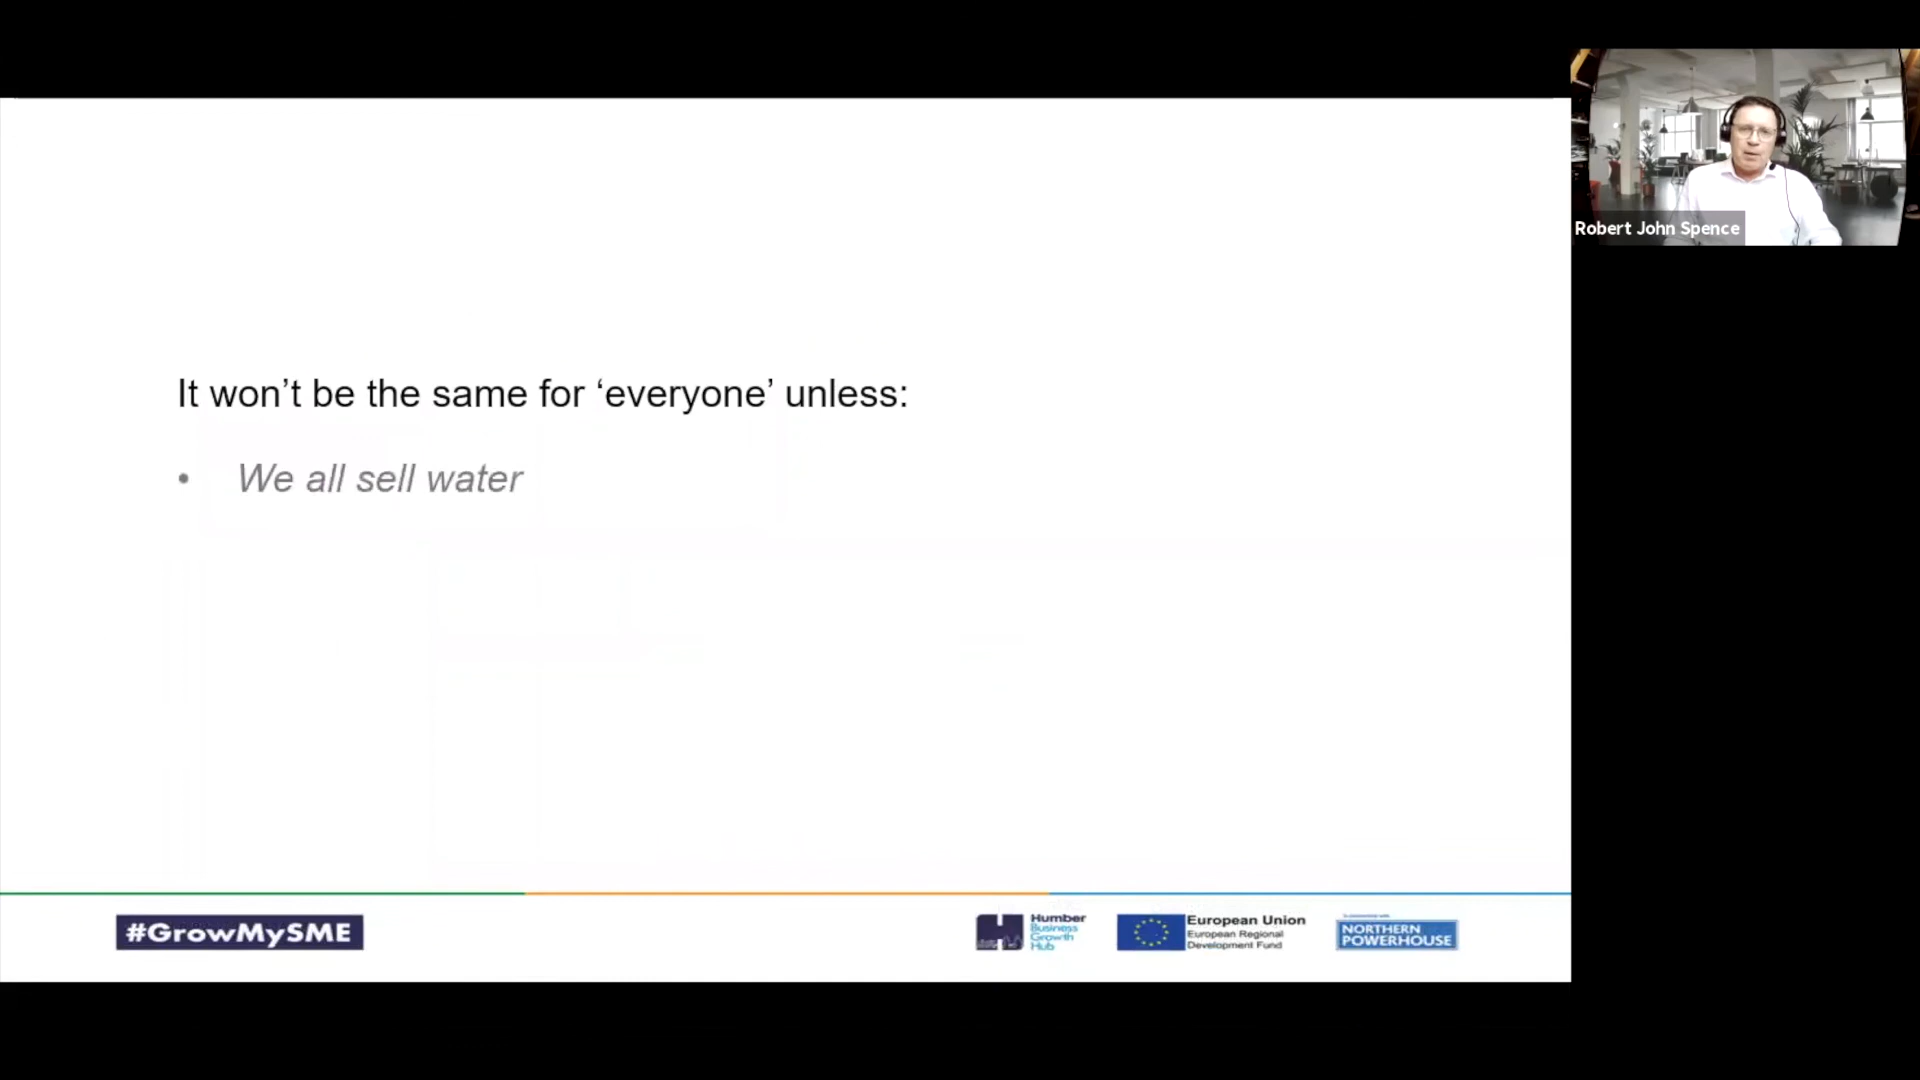 Robert John Spence
It won’t be the same for ‘everyone’ unless:
• We all sell water
#GrowMySME
Humber
Business
Growth
Hub
European Union
European Regional
Development Fund
NORTHERN
POWERHOUSE